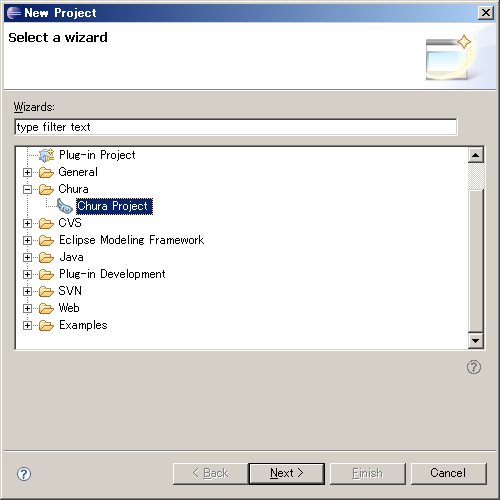 New Project
Select a wizard
Wizards:
type filter text
Plug-in Project
General
Chura
Chura Project
CVS
Eclipse Modeling Framework
Java
Plug-in Development
SVN
Web
Examples
?
?
< Back
Next >
Finish
Cancel